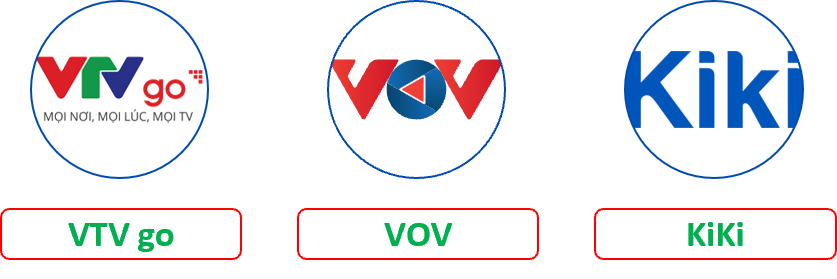 VTV go
MỌI NƠI, MỌI LÚC, MỌI TV
VOV
Kiki
VTV go
VOV
KiKi